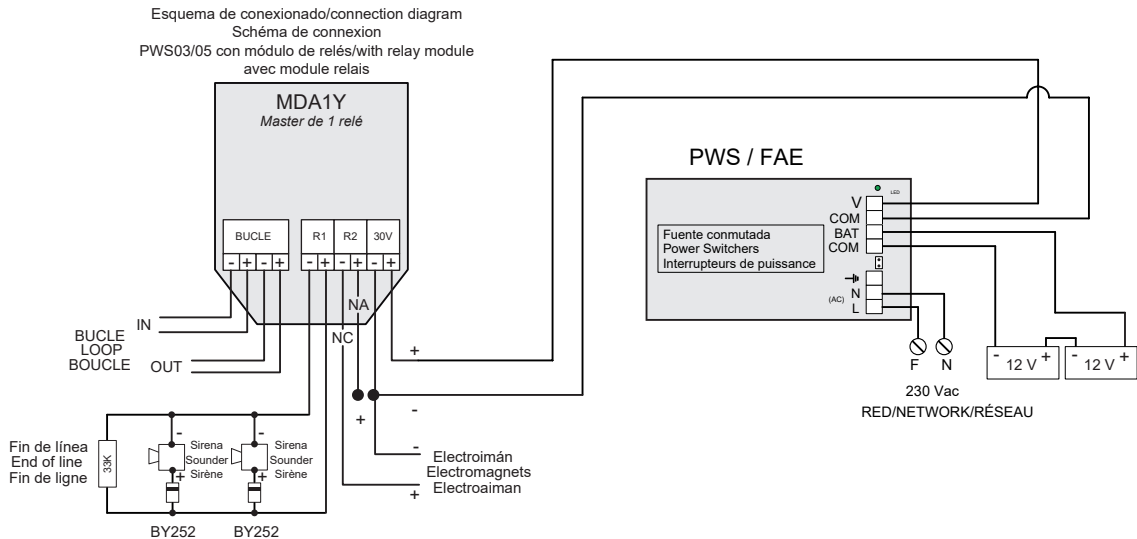 Esquema de conexionado/connection diagram
Schéma de connexion
PWS03/05 con módulo de relés/with relay module
avec module relais
MDA1Y
Master de 1 relé
BUCLE
R1
R2
30V
- + - +
- + - + - +
NA
NC
IN
BUCLE
LOOP
BOUCLE
OUT
+
-
+
-
Electroimán
Electromagnets
Electroaiman
+
Fin de línea
End of line
Fin de ligne
33K
-
Sirena
Sounder
Sirène
+
-
Sirena
Sounder
Sirène
+
BY252
BY252
PWS / FAE
LED
V
COM
BAT
COM
Fuente conmutada
Power Switchers
Interrupteurs de puissance
(AC)
N
L
F
N
230 Vac
RED/NETWORK/RÉSEAU
- 12 V +
- 12 V +